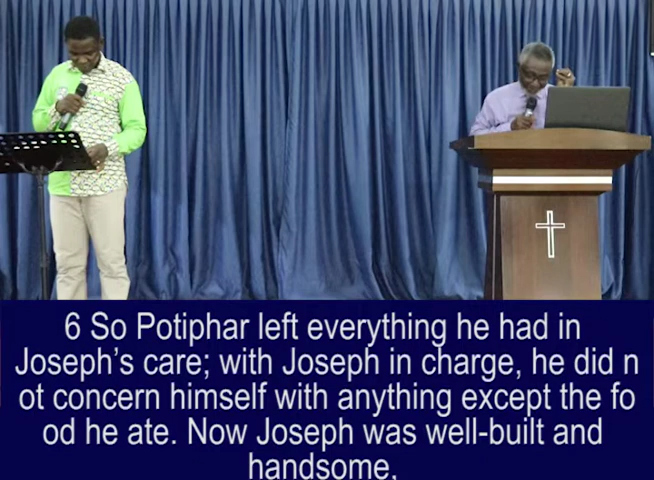 6 So Potiphar left everything he had in
Joseph's care; with Joseph in charge, he did n
ot concern himself with anything except the fo
od he ate. Now Joseph was well-built and
handsome,